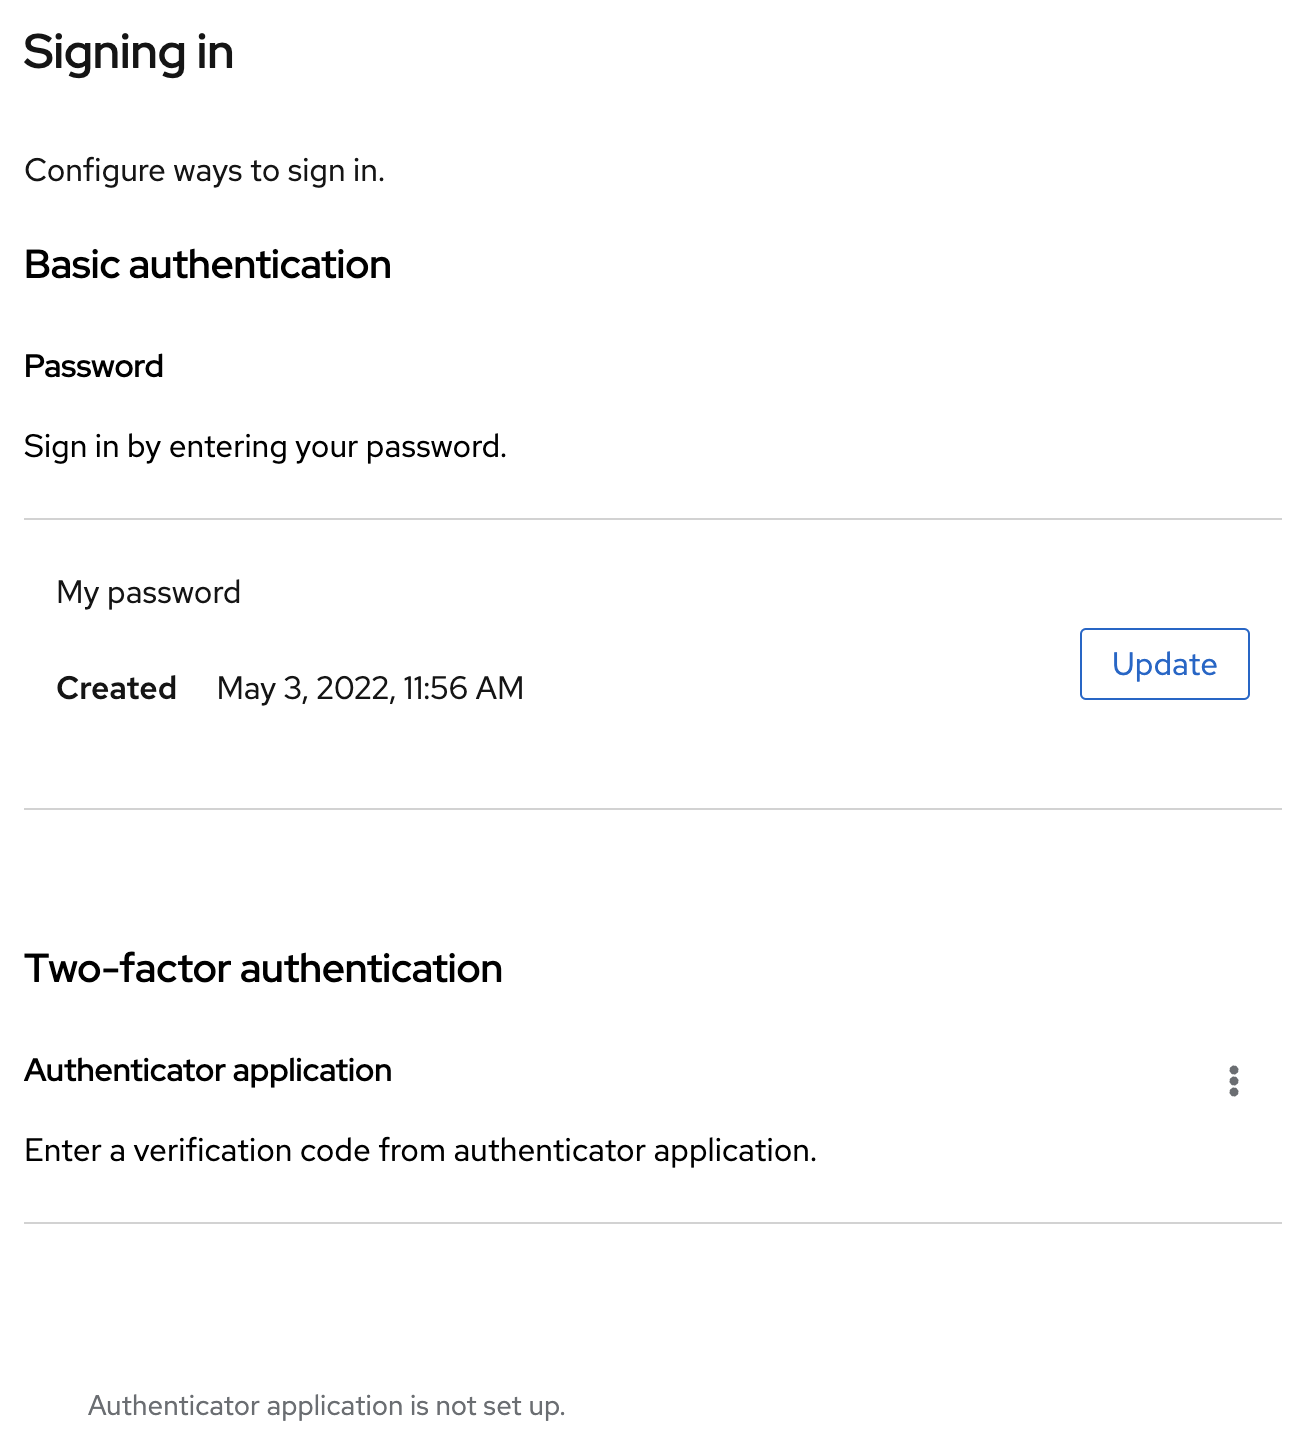 Signing in
Configure ways to sign in.
Basic authentication
Password
Sign in by entering your password.
My password
Created May 3, 2022, 11:56 AM
Update
Two-factor authentication
Authenticator application
Enter a verification code from authenticator application.
Authenticator application is not set up.